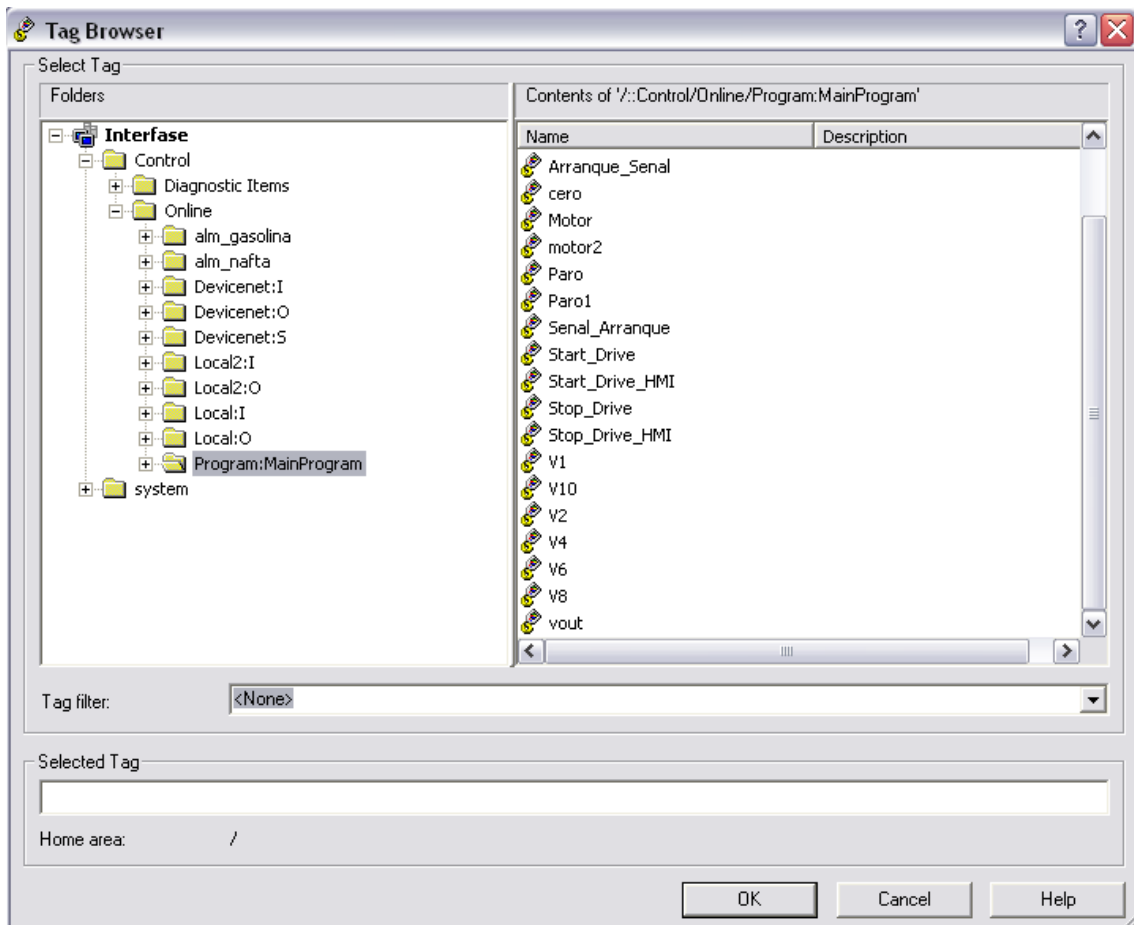 Tag Browser
Select Tag
Folders
Contents of '/::Control/Online/Program:MainProgram'
Interfase
Control
Diagnostic Items
Online
alm_gasolina
alm_nafta
Devicenet:I
Devicenet:O
Devicenet:S
Local2:I
Local2:O
Local:I
Local:O
Program:MainProgram
system
Name Description
Arranque_Senal
cero
Motor
motor2
Paro
Paro1
Senal_Arranque
Start_Drive
Start_Drive_HMI
Stop_Drive
Stop_Drive_HMI
V1
V10
V2
V4
V6
V8
vout
Tag filter: <None>
Selected Tag
Home area: /
OK Cancel Help